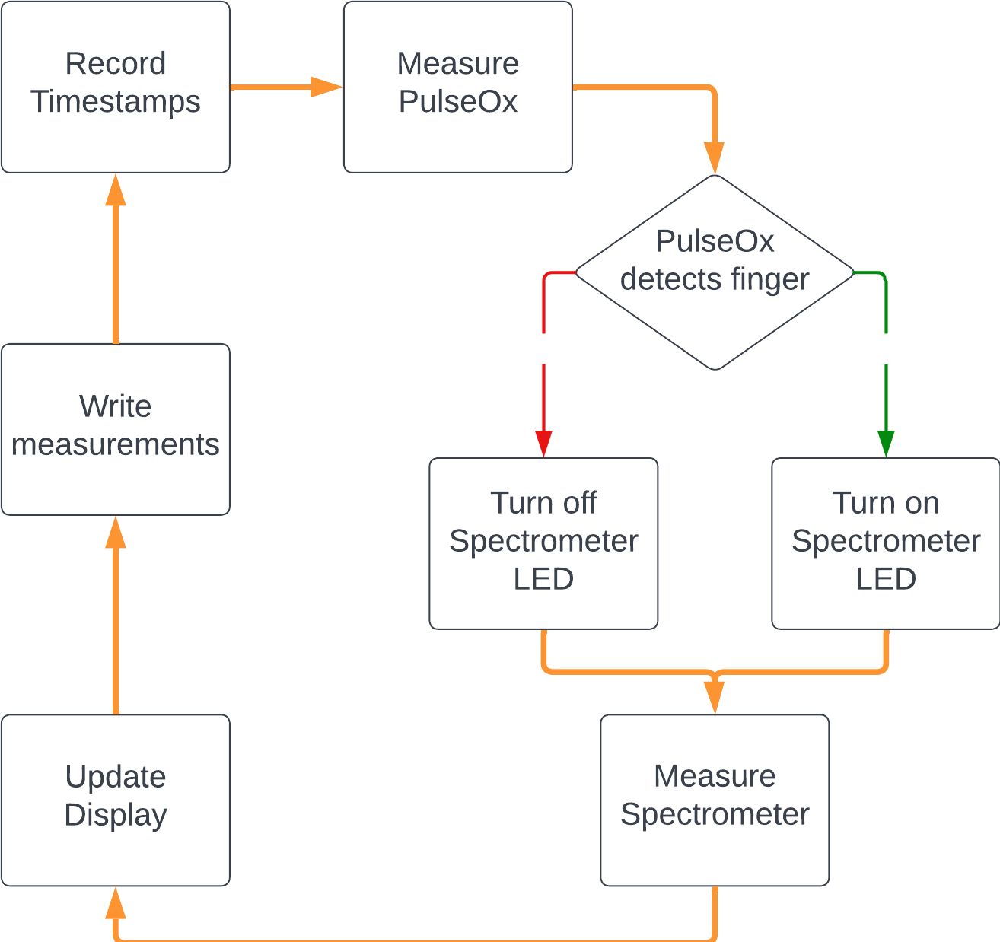 Record
Timestamps
Measure
PulseOx
PulseOx
detects finger
Write
measurements
Turn off
Spectrometer
LED
Turn on
Spectrometer
LED
Update
Display
Measure
Spectrometer